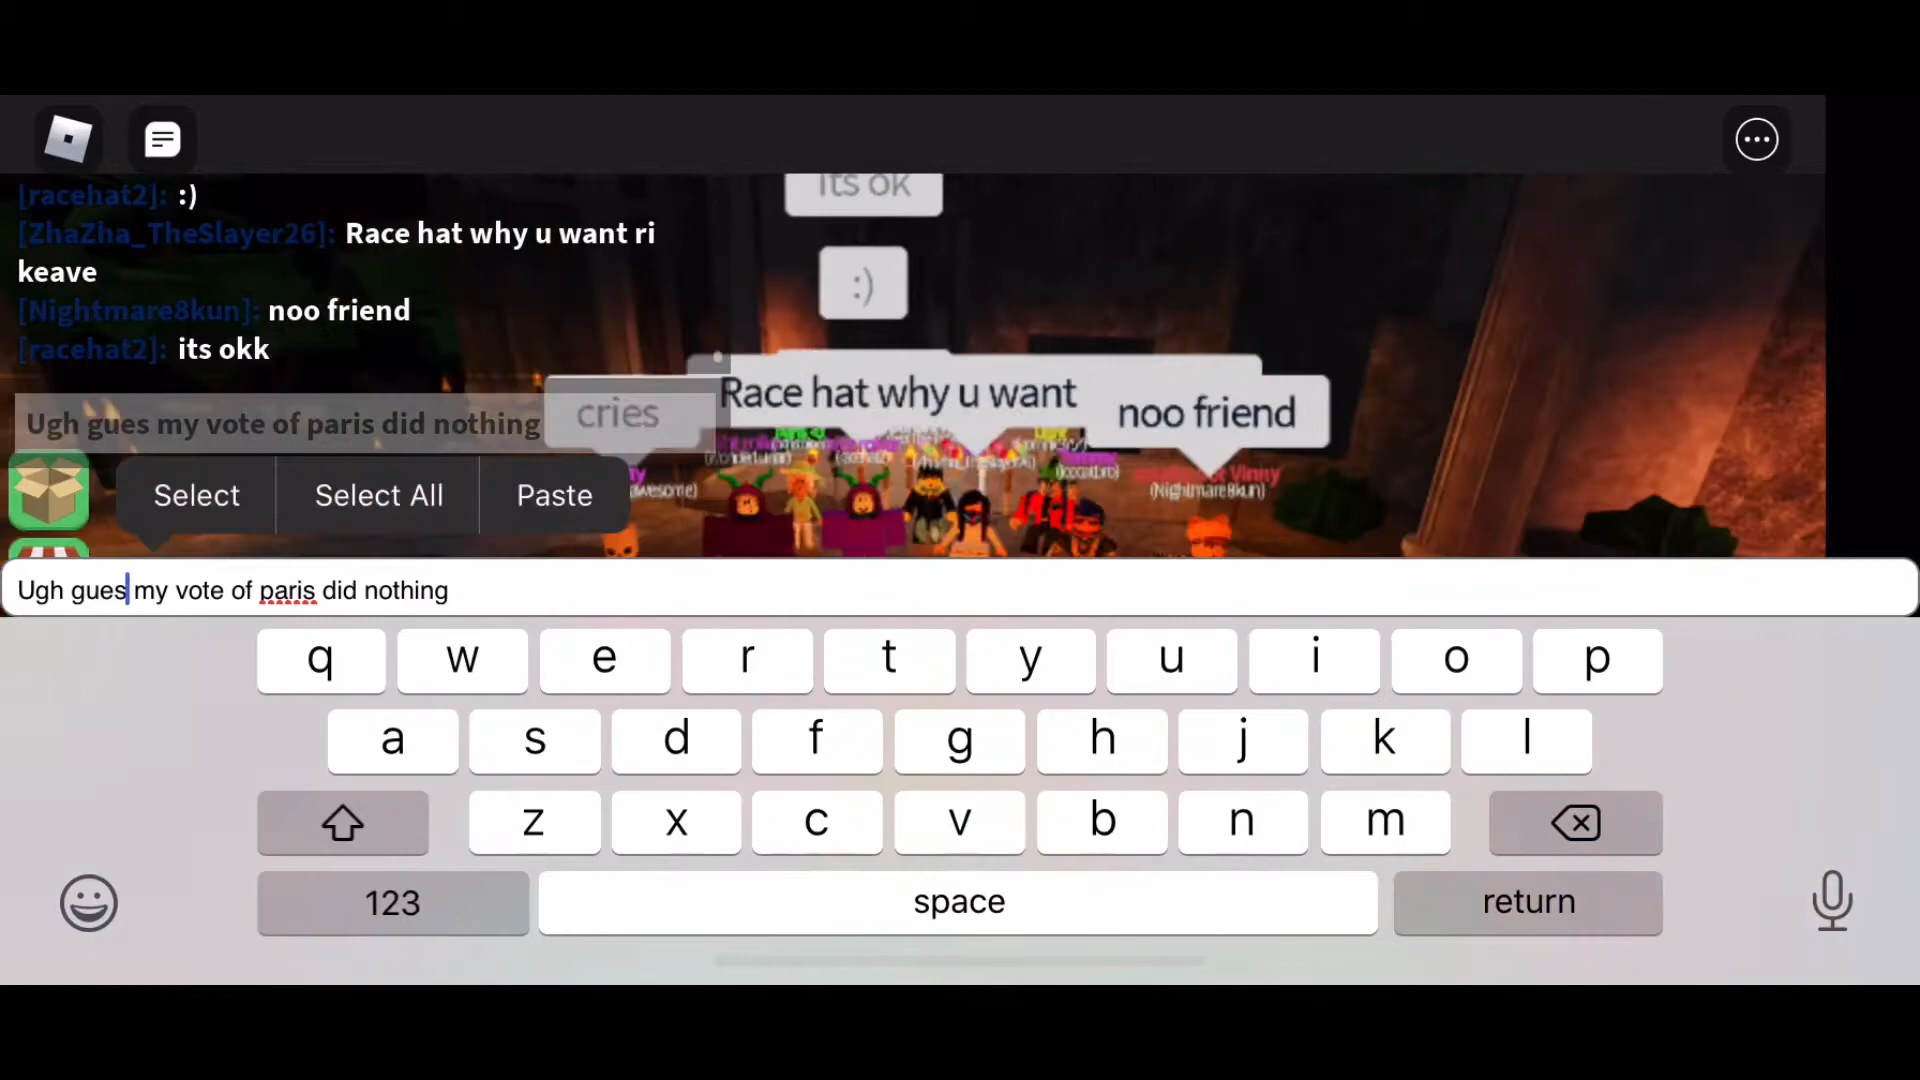 [racehat2]: :)
[ZhaZha_TheSlayer26]: Race hat why u want ri
keave
[Nightmare8kun]: noo friend
[racehat2]: its okk
Ugh gues my vote of paris did nothing
its ok
:)
cries
Race hat why u want
noo friend
Vinny
(Nightmare8kun)
Select
Select All
Paste
Ugh gues my vote of paris did nothing
q w e r t y u i o p
a s d f g h j k l
z x c v b n m
123
space
return